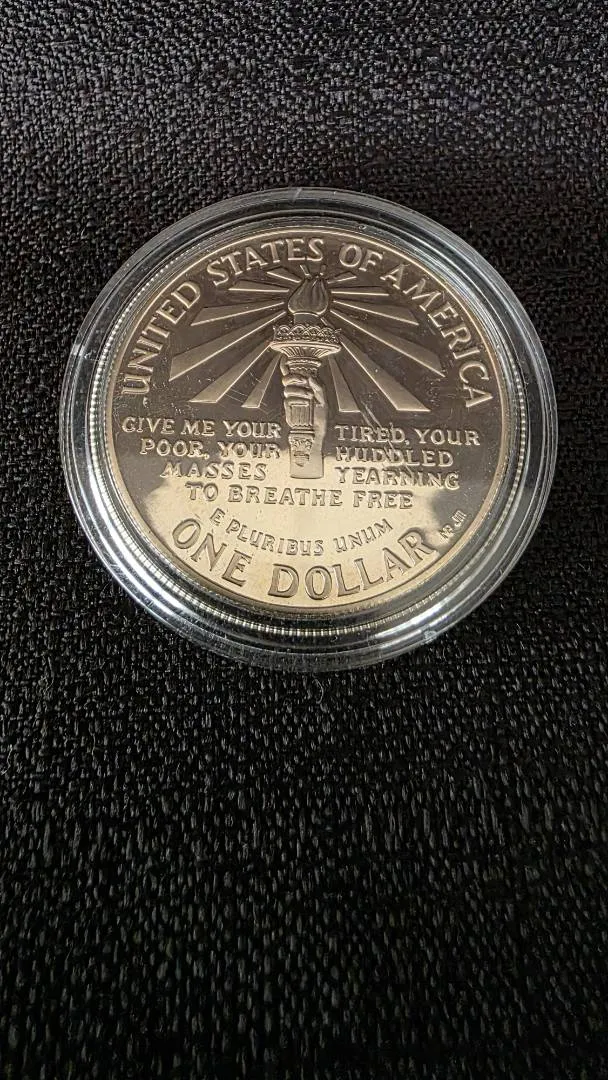 UNITED STATES OF AMERICA
GIVE ME YOUR TIRED, YOUR
POOR, YOUR HUDDLED
MASSES YEARNING
TO BREATHE FREE
E PLURIBUS UNUM
ONE DOLLAR